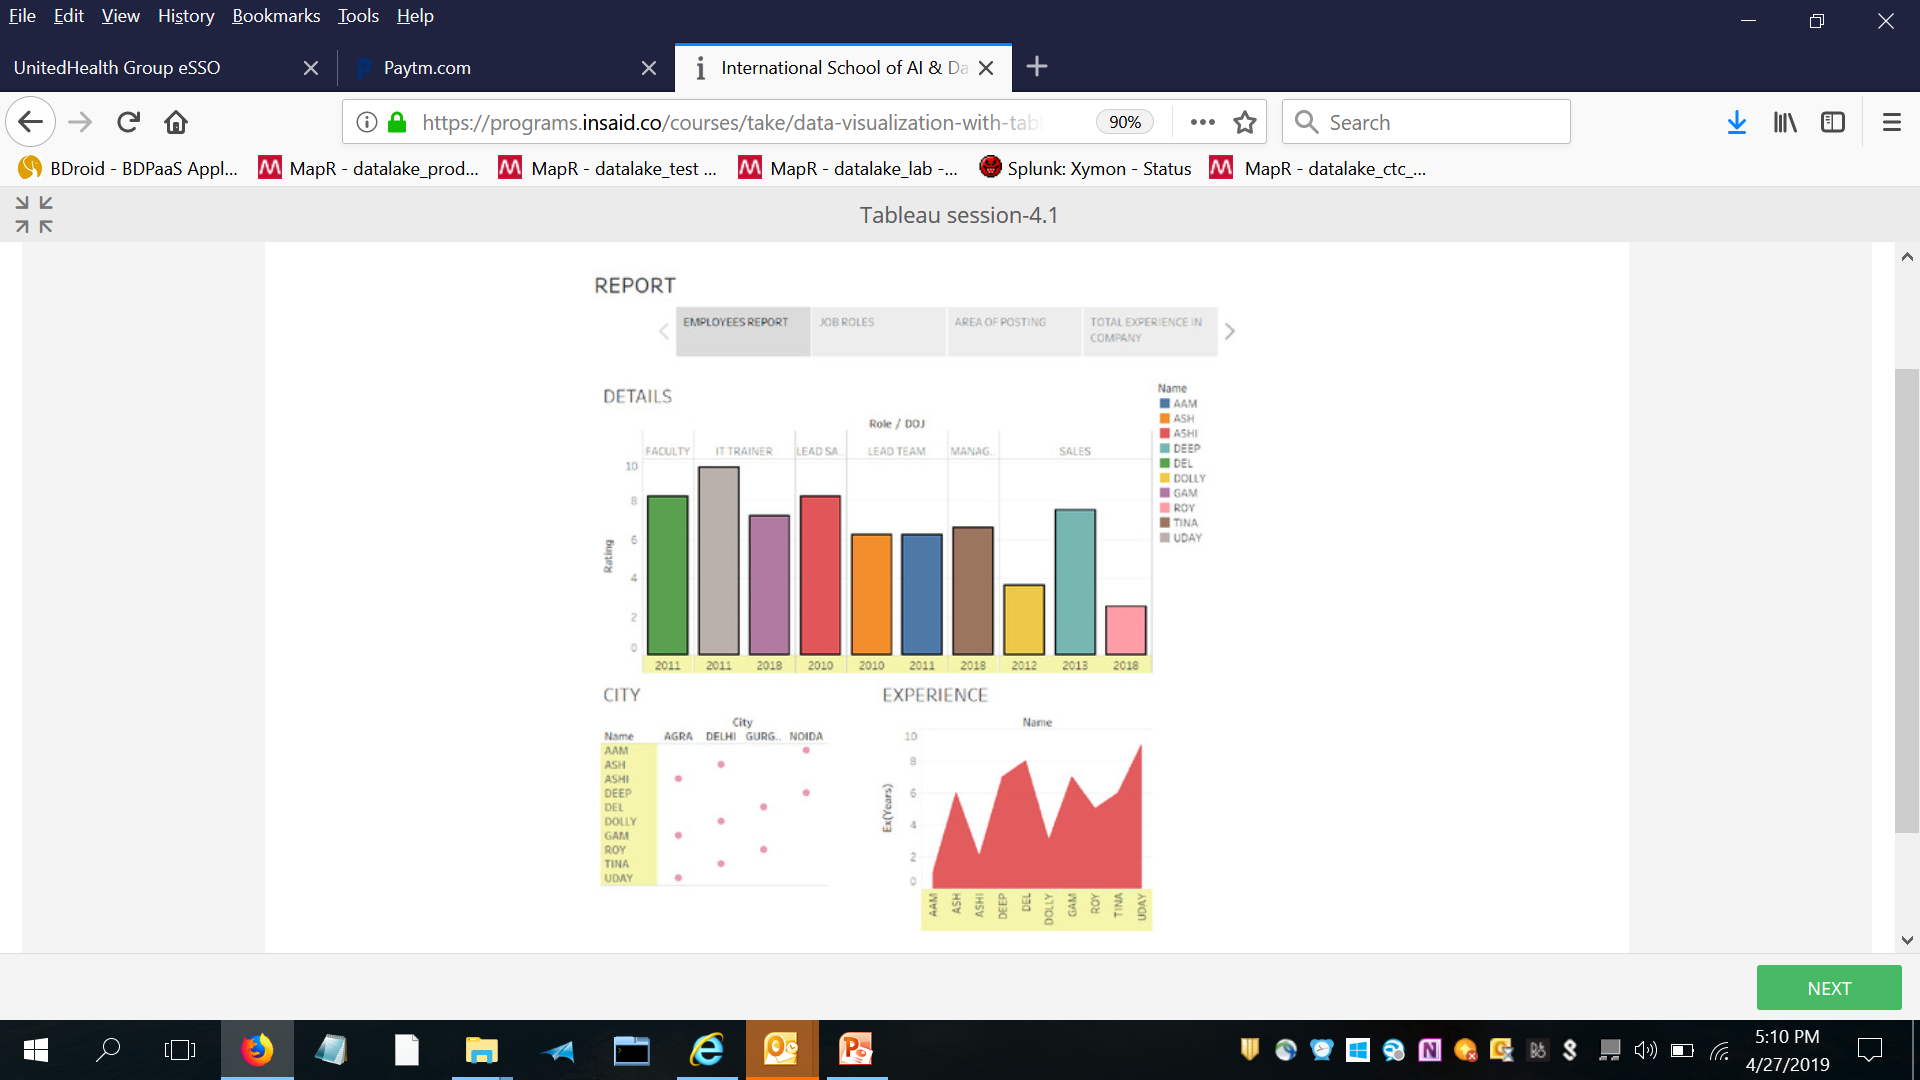 File Edit View History Bookmarks Tools Help
UnitedHealth Group eSSO Paytm.com International School of AI & Da
https://programs.insaid.co/courses/take/data-visualization-with-tabl 90% Search
BDroid - BDPaaS Appl... MapR - datalake_prod... MapR - datalake_test ... MapR - datalake_lab -... Splunk: Xymon - Status MapR - datalake_ctc_...
Tableau session-4.1
REPORT
EMPLOYEES REPORT JOB ROLES AREA OF POSTING TOTAL EXPERIENCE IN
COMPANY
DETAILS
Role / DOJ
FACULTY IT TRAINER LEAD SA.. LEAD TEAM MANAG.. SALES
10
8
6
4
2
0
Rating
2011 2011 2018 2010 2010 2011 2018 2012 2013 2018
Name
AAM
ASH
ASHI
DEEP
DEL
DOLLY
GAM
ROY
TINA
UDAY
CITY
City
Name AGRA DELHI GURG.. NOIDA
AAM
ASH
ASHI
DEEP
DEL
DOLLY
GAM
ROY
TINA
UDAY
EXPERIENCE
Name
10
8
6
4
2
0
Ex(Years)
AAM ASH ASHI DEEP DEL DOLLY GAM ROY TINA UDAY
NEXT
5:10 PM
4/27/2019